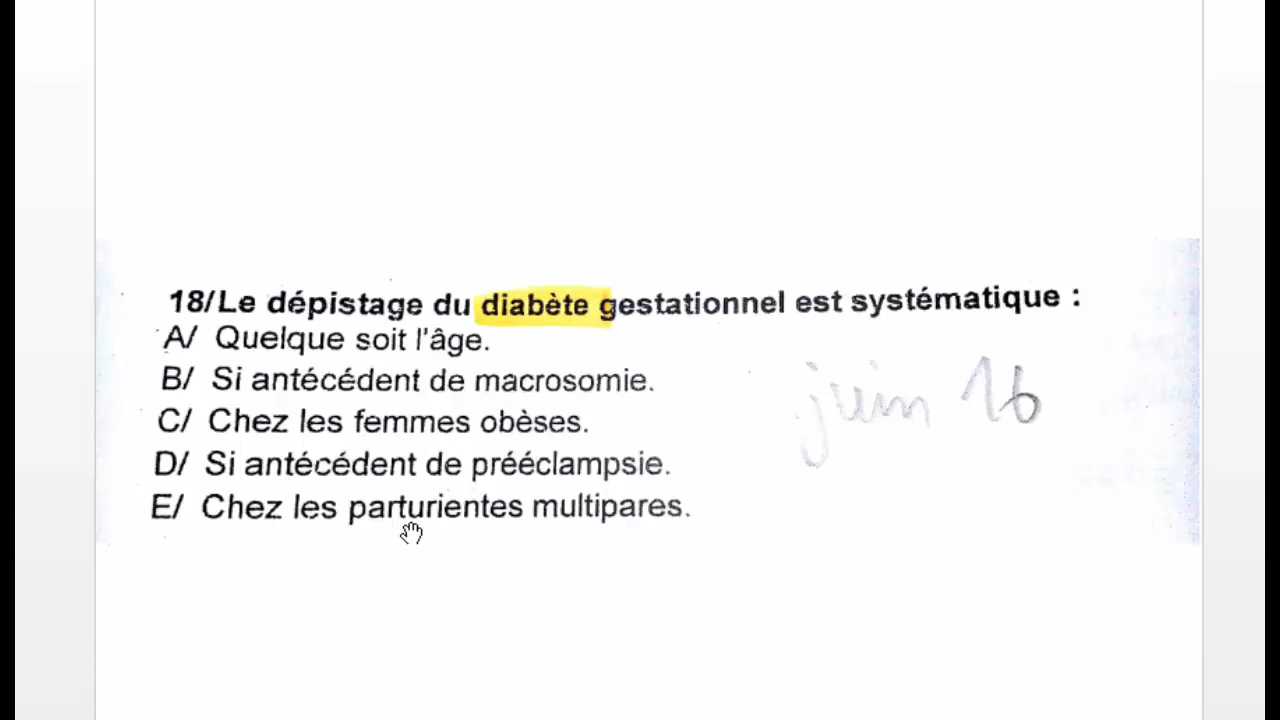 18/Le dépistage du diabète gestationnel est systématique :
A/ Quelque soit l'âge.
B/ Si antécédent de macrosomie.
C/ Chez les femmes obèses.
juin 16
D/ Si antécédent de prééclampsie.
E/ Chez les parturientes multipares.